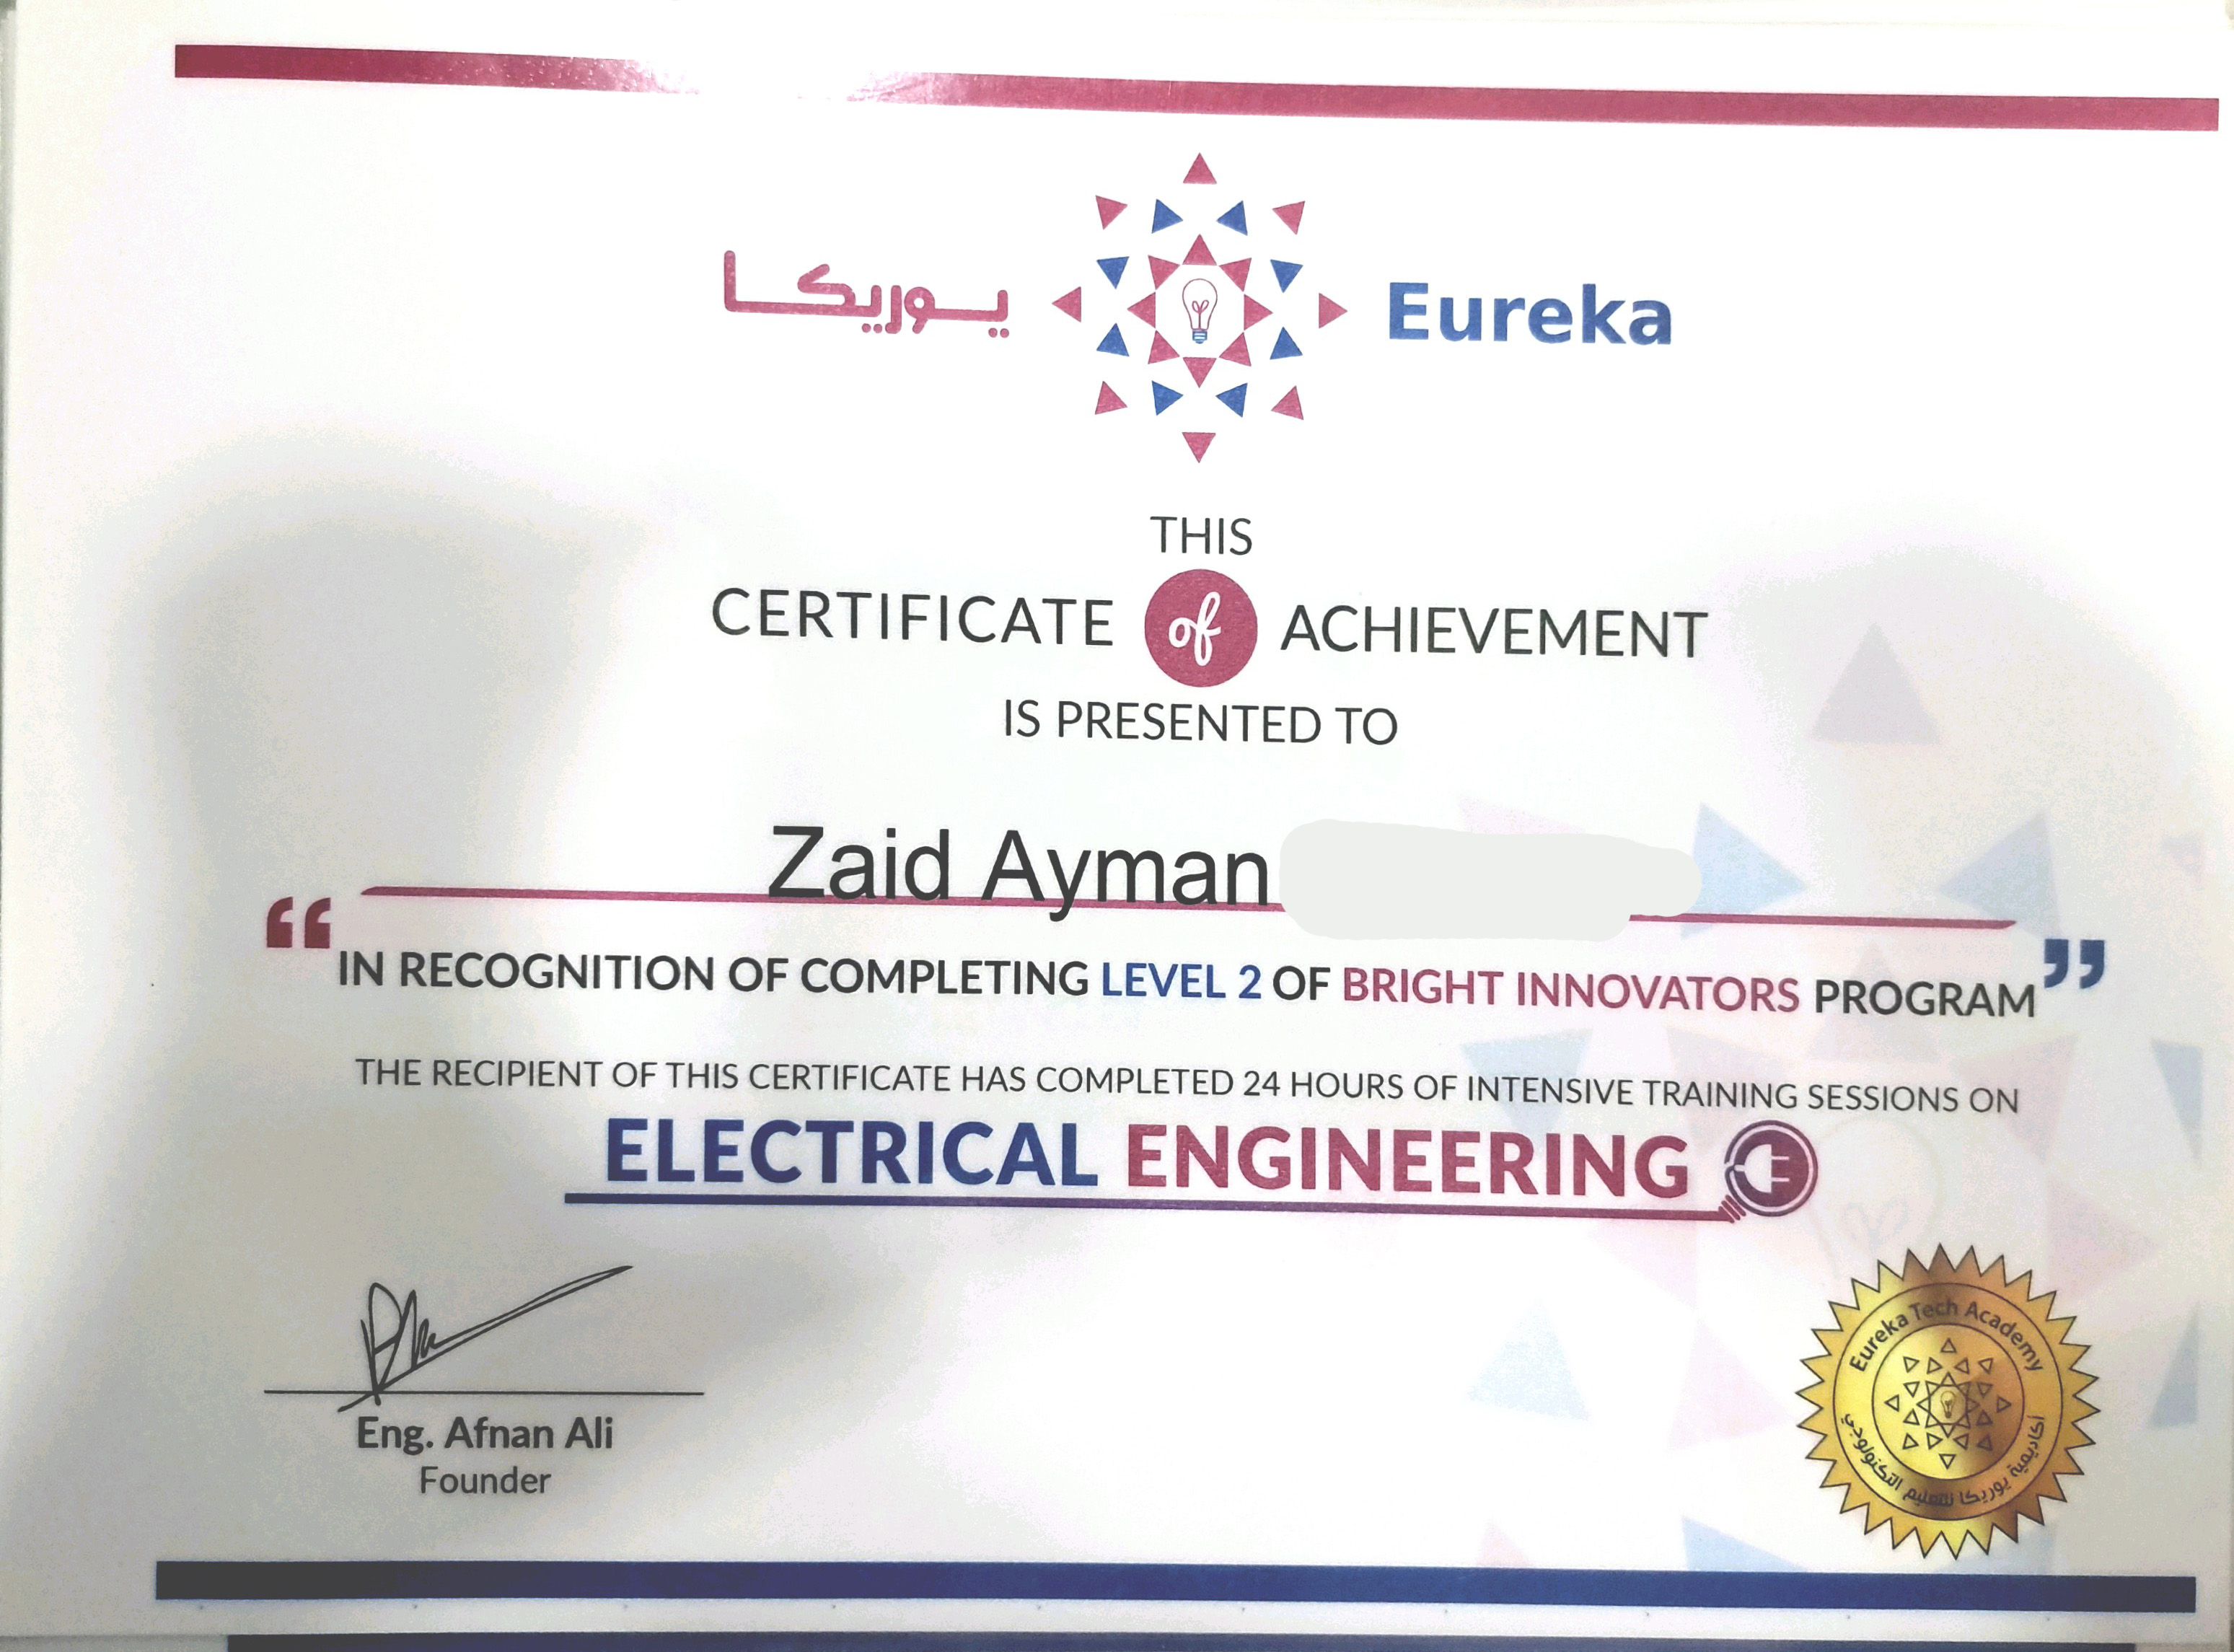 يوريكا Eureka
THIS
CERTIFICATE of ACHIEVEMENT
IS PRESENTED TO
Zaid Ayman
“ IN RECOGNITION OF COMPLETING LEVEL 2 OF BRIGHT INNOVATORS PROGRAM ”
THE RECIPIENT OF THIS CERTIFICATE HAS COMPLETED 24 HOURS OF INTENSIVE TRAINING SESSIONS ON
ELECTRICAL ENGINEERING
Eng. Afnan Ali
Founder
Eureka Tech Academy
أكاديمية يوريكا للتعليم التكنولوجي